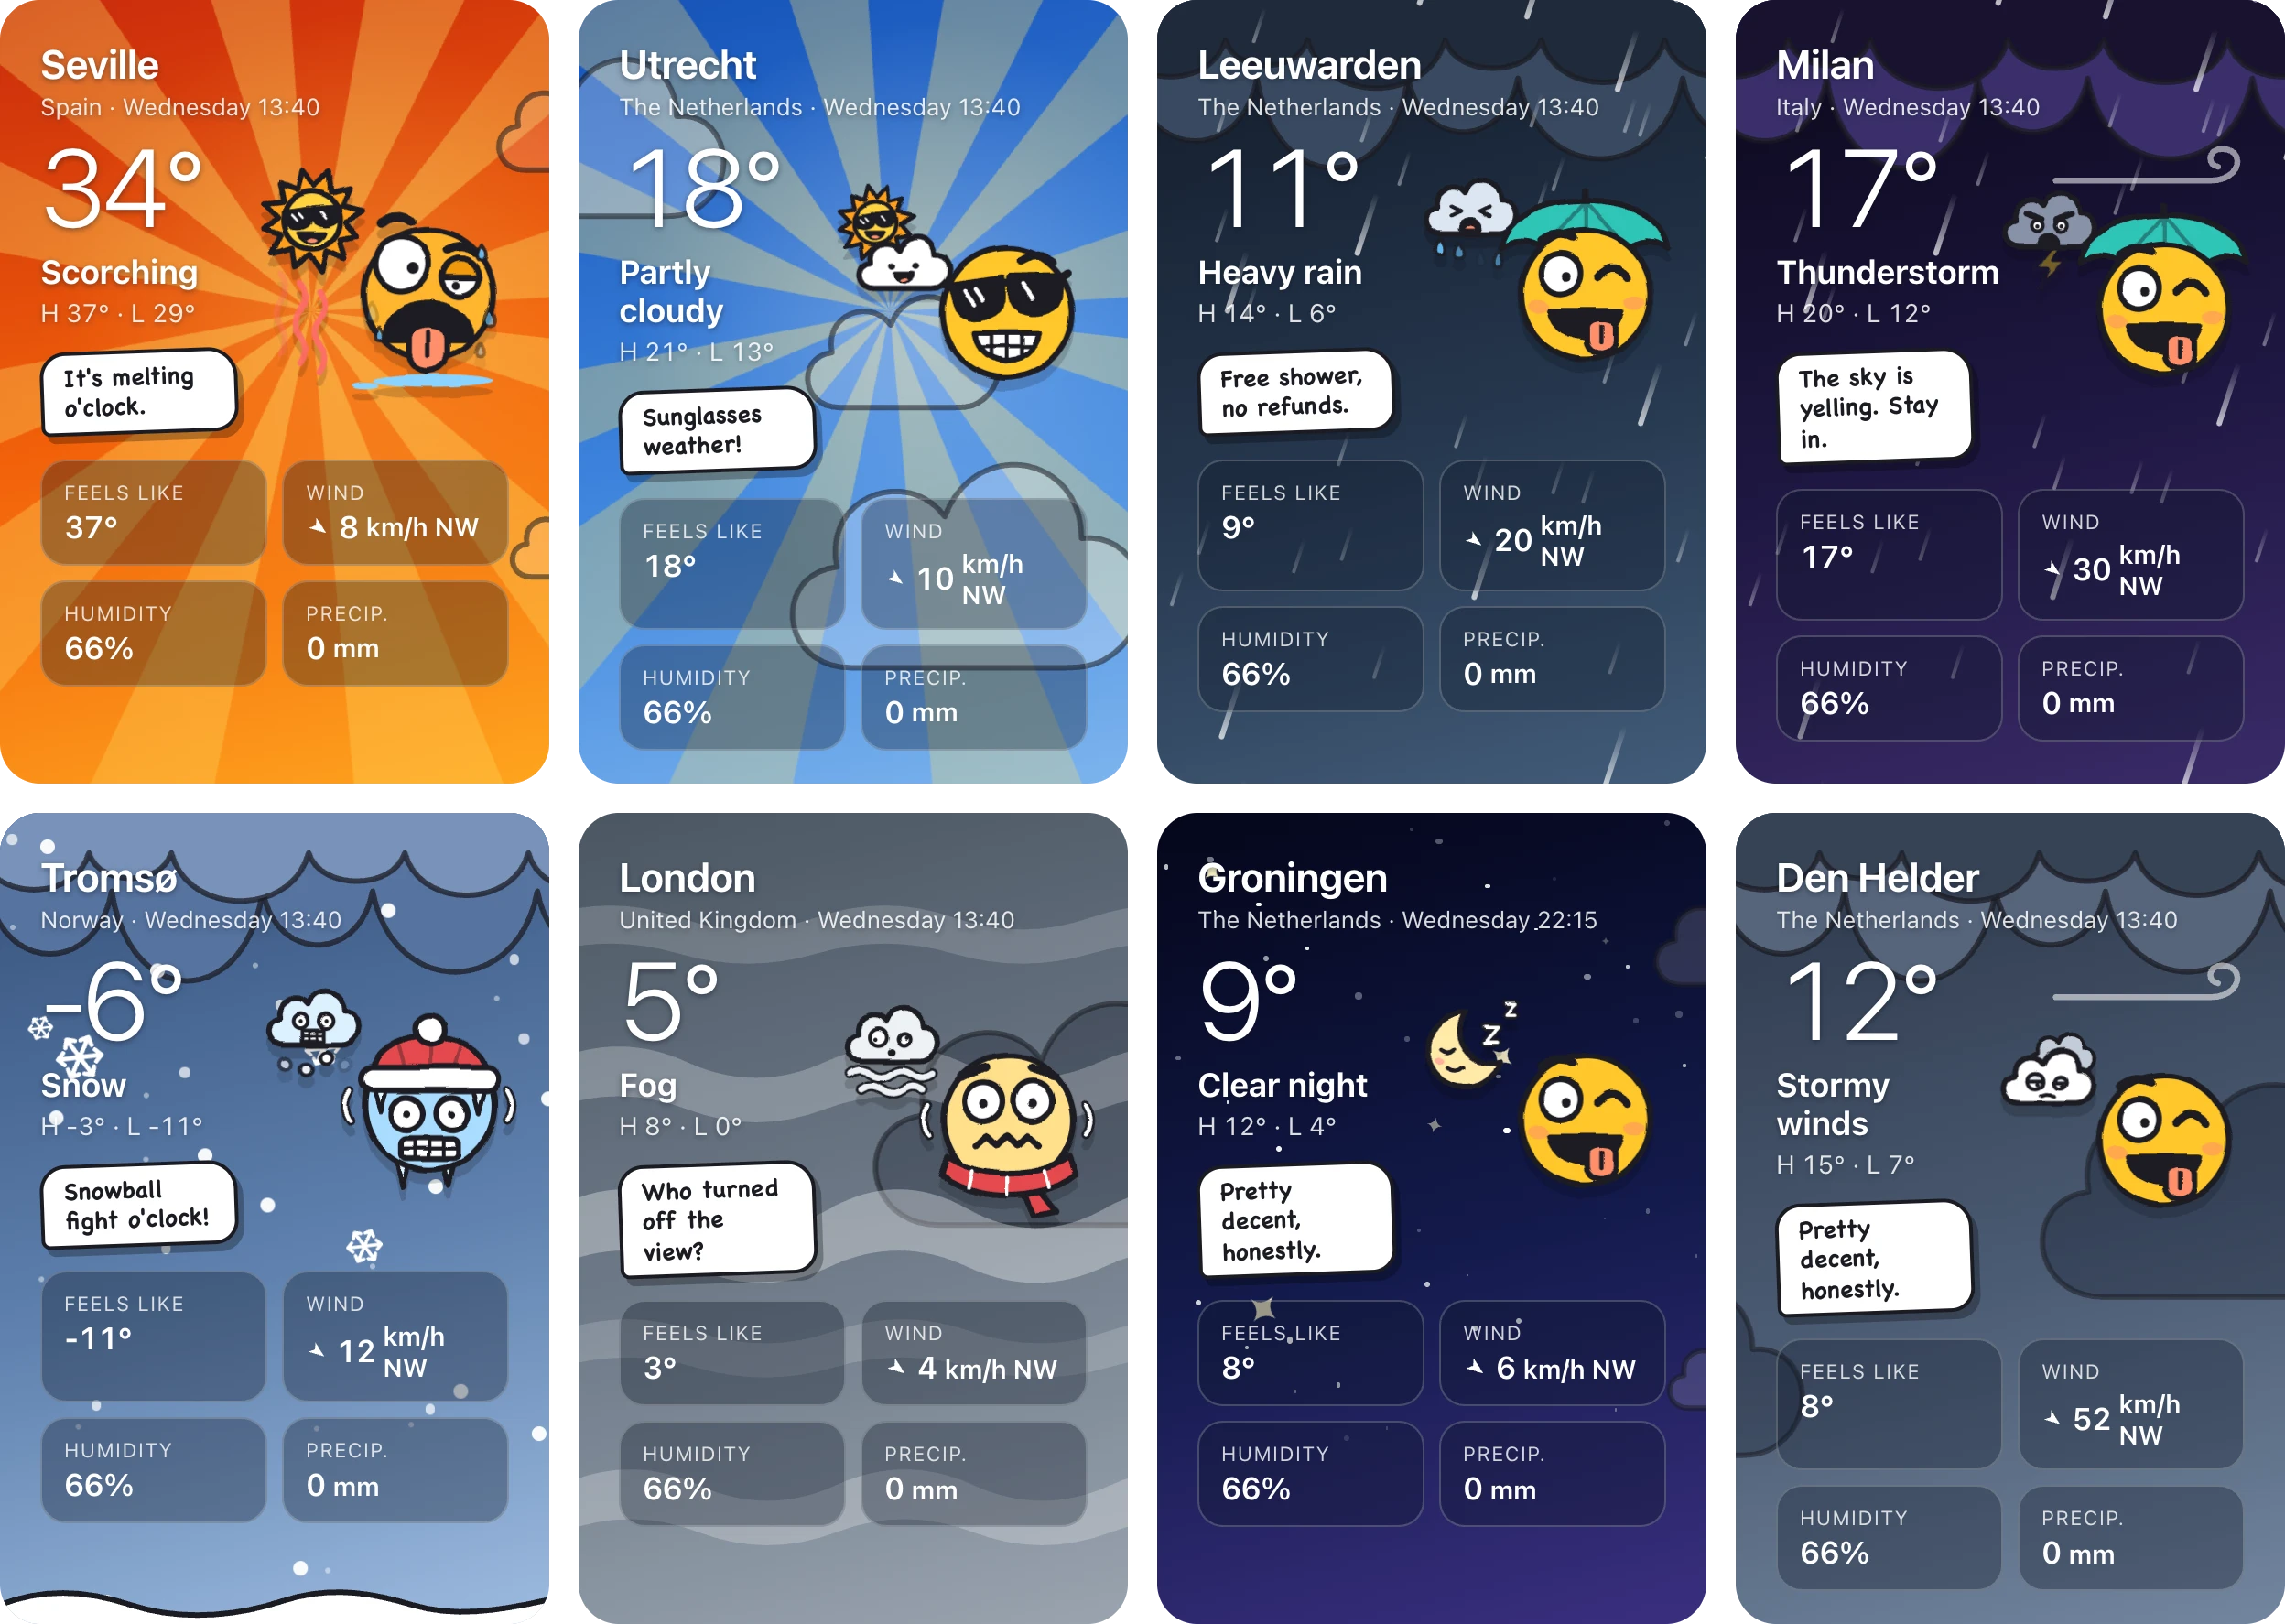 Seville
Spain · Wednesday 13:40
34°
Scorching
H 37° · L 29°
It's melting
o'clock.
FEELS LIKE
37°
WIND
8 km/h NW
HUMIDITY
66%
PRECIP.
0 mm
Utrecht
The Netherlands · Wednesday 13:40
18°
Partly
cloudy
H 21° · L 13°
Sunglasses
weather!
FEELS LIKE
18°
WIND
10 km/h
NW
HUMIDITY
66%
PRECIP.
0 mm
Leeuwarden
The Netherlands · Wednesday 13:40
11°
Heavy rain
H 14° · L 6°
Free shower,
no refunds.
FEELS LIKE
9°
WIND
20 km/h
NW
HUMIDITY
66%
PRECIP.
0 mm
Milan
Italy · Wednesday 13:40
17°
Thunderstorm
H 20° · L 12°
The sky is
yelling. Stay
in.
FEELS LIKE
17°
WIND
30 km/h
NW
HUMIDITY
66%
PRECIP.
0 mm
Tromsø
Norway · Wednesday 13:40
-6°
Snow
H -3° · L -11°
Snowball
fight o'clock!
FEELS LIKE
-11°
WIND
12 km/h
NW
HUMIDITY
66%
PRECIP.
0 mm
London
United Kingdom · Wednesday 13:40
5°
Fog
H 8° · L 0°
Who turned
off the
view?
FEELS LIKE
3°
WIND
4 km/h NW
HUMIDITY
66%
PRECIP.
0 mm
Groningen
The Netherlands · Wednesday 22:15
9°
z
z
Clear night
H 12° · L 4°
Pretty
decent,
honestly.
FEELS LIKE
8°
WIND
6 km/h NW
HUMIDITY
66%
PRECIP.
0 mm
Den Helder
The Netherlands · Wednesday 13:40
12°
Stormy
winds
H 15° · L 7°
Pretty
decent,
honestly.
FEELS LIKE
8°
WIND
52 km/h
NW
HUMIDITY
66%
PRECIP.
0 mm